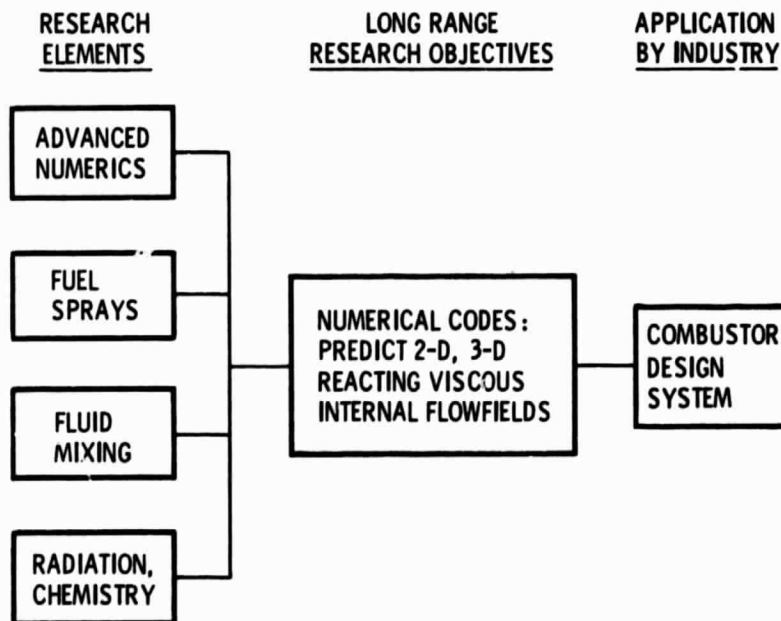 RESEARCH
ELEMENTS
LONG RANGE
RESEARCH OBJECTIVES
APPLICATION
BY INDUSTRY
ADVANCED
NUMERICS
FUEL
SPRAYS
FLUID
MIXING
RADIATION,
CHEMISTRY
NUMERICAL CODES:
PREDICT 2-D, 3-D
REACTING VISCOUS
INTERNAL FLOWFIELDS
COMBUSTOR
DESIGN
SYSTEM